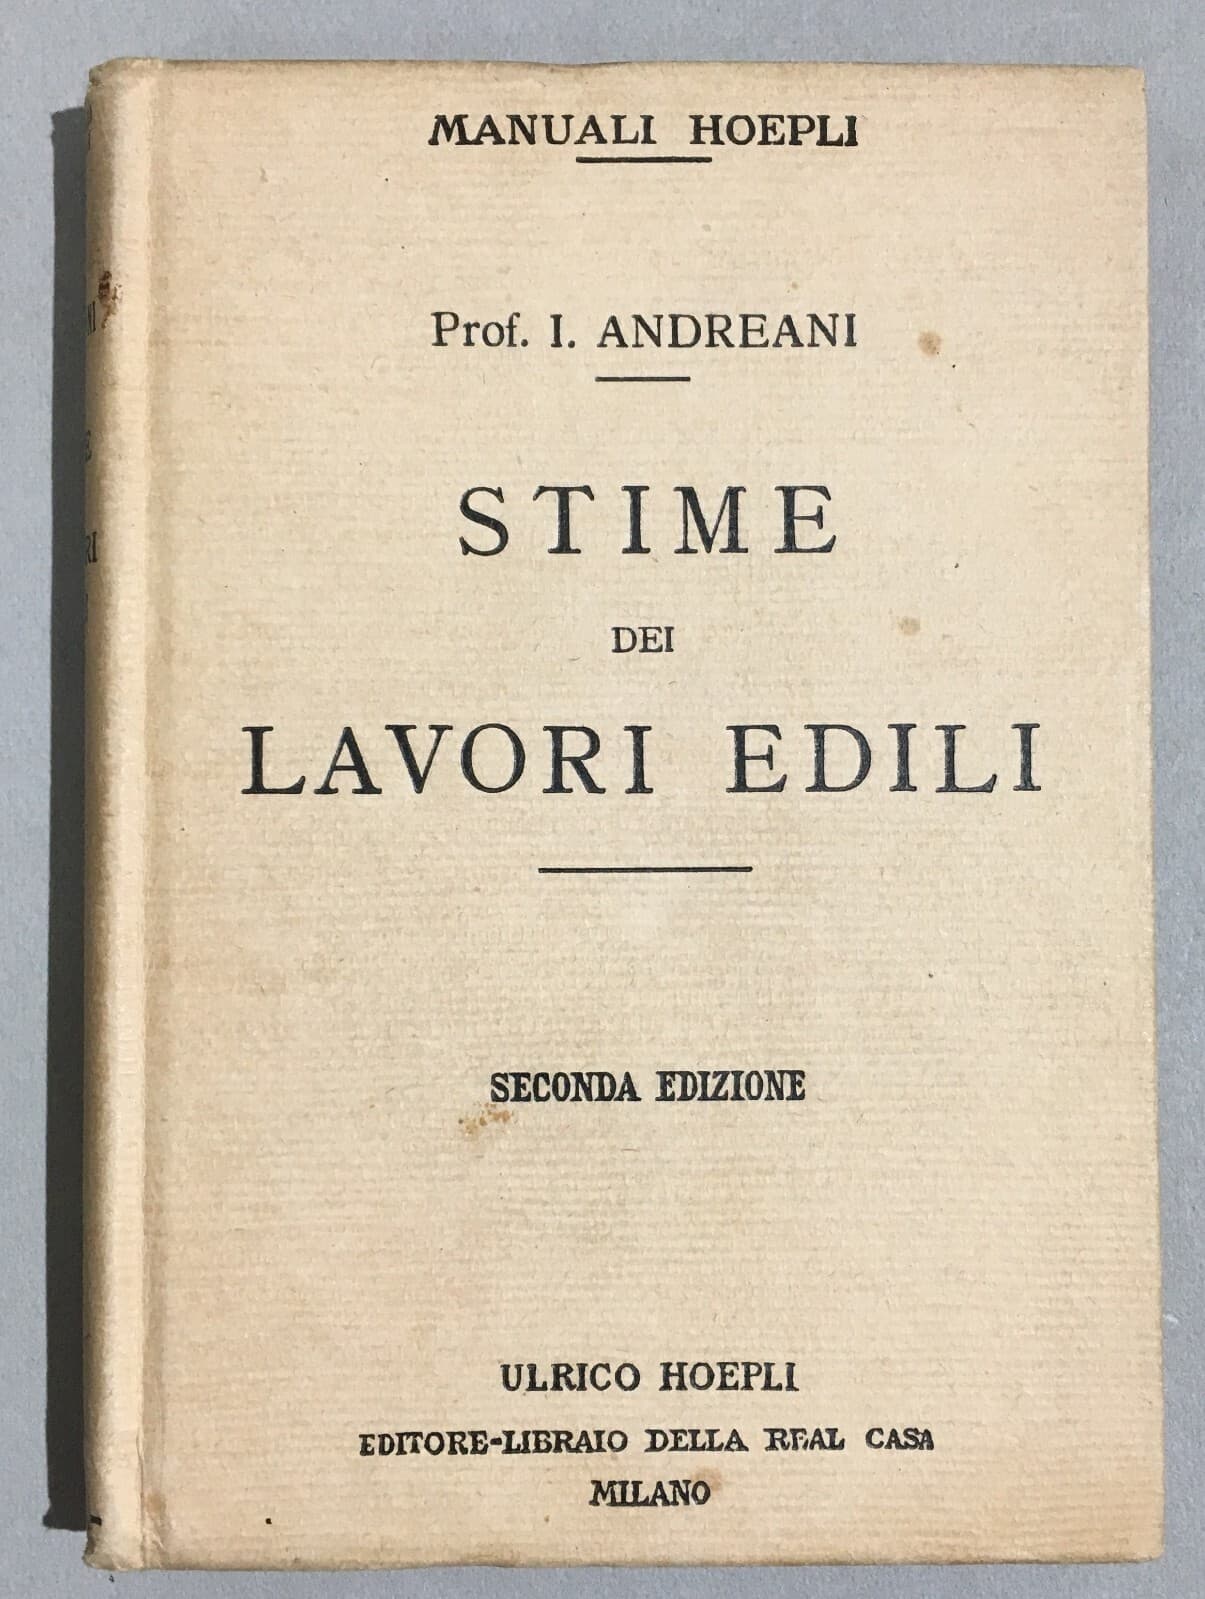 MANUALI HOEPLI
Prof. I. ANDREANI
STIME
DEI
LAVORI EDILI
SECONDA EDIZIONE
ULRICO HOEPLI
EDITORE-LIBRAIO DELLA REAL CASA
MILANO